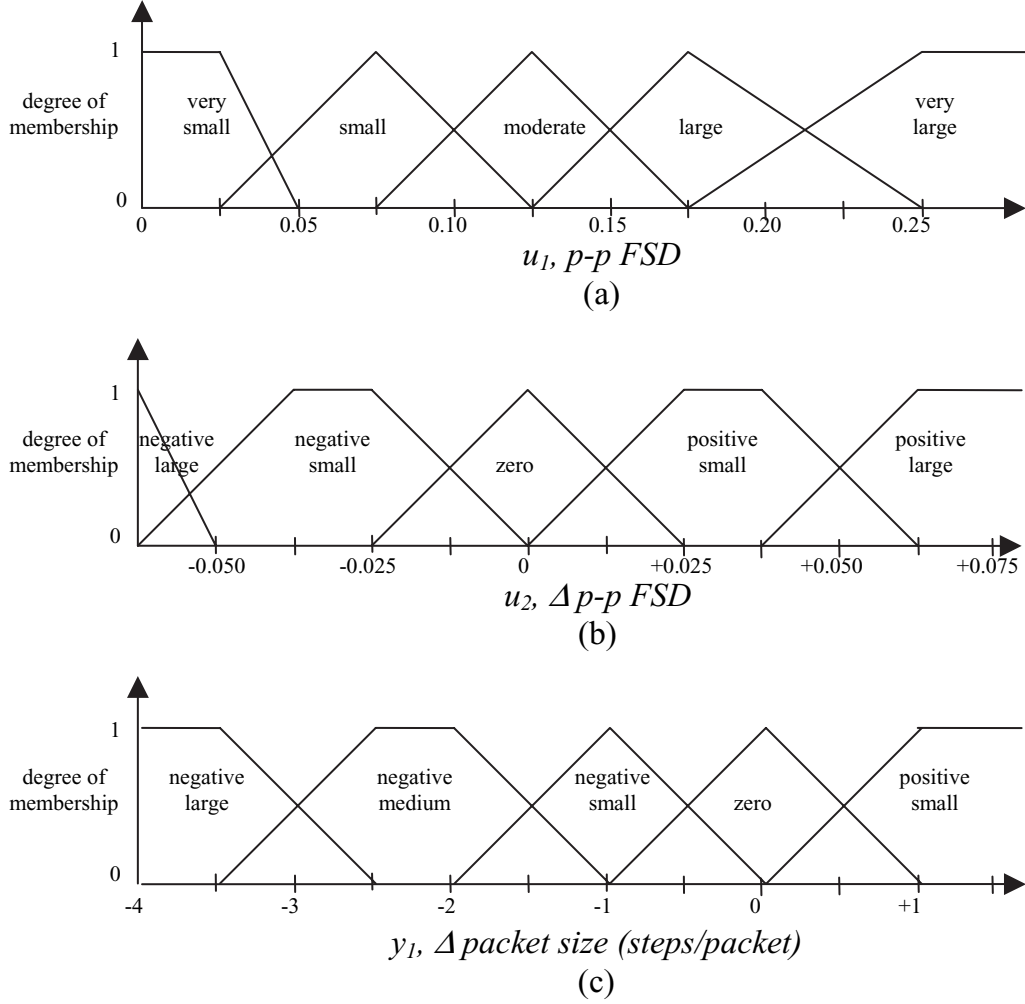 1
degree of
membership
very
small
small
moderate
large
very
large
0
0 0.05 0.10 0.15 0.20 0.25
u1, p-p FSD
(a)
1
degree of
membership
negative
large
negative
small
zero
positive
small
positive
large
0
-0.050 -0.025 0 +0.025 +0.050 +0.075
u2, Δ p-p FSD
(b)
1
degree of
membership
negative
large
negative
medium
negative
small
zero
positive
small
0
-4 -3 -2 -1 0 +1
y1, Δ packet size (steps/packet)
(c)